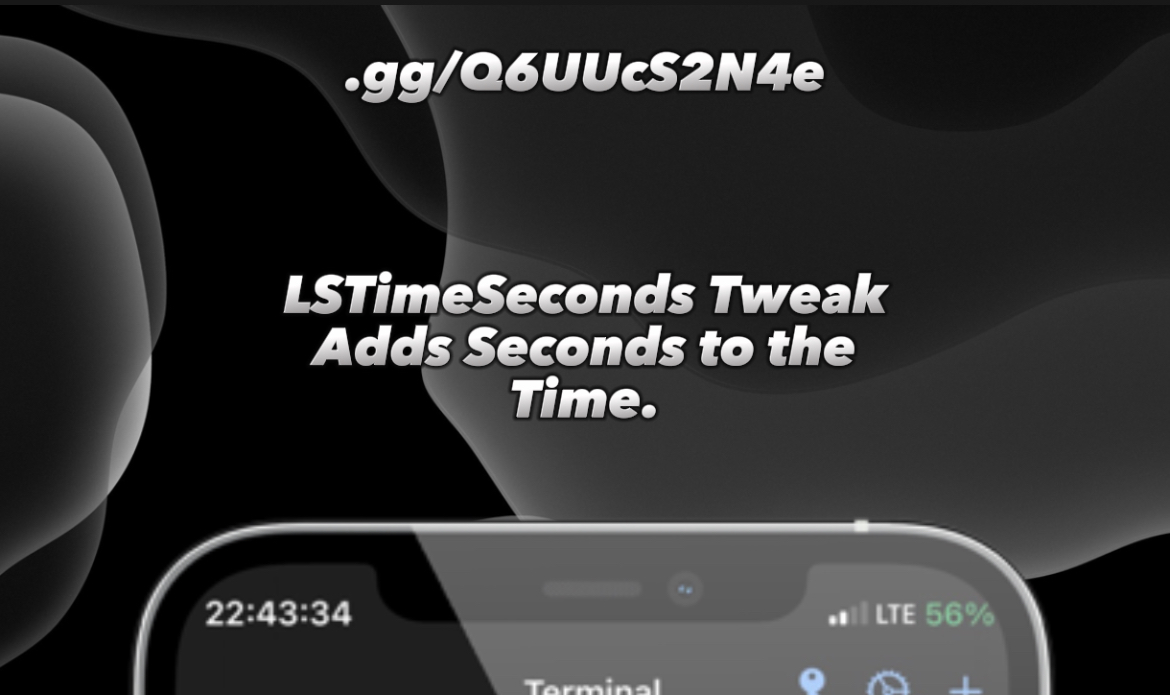 .gg/Q6UUcS2N4e
LSTimeSeconds Tweak
Adds Seconds to the
Time.
22:43:34
LTE 56%
Terminal